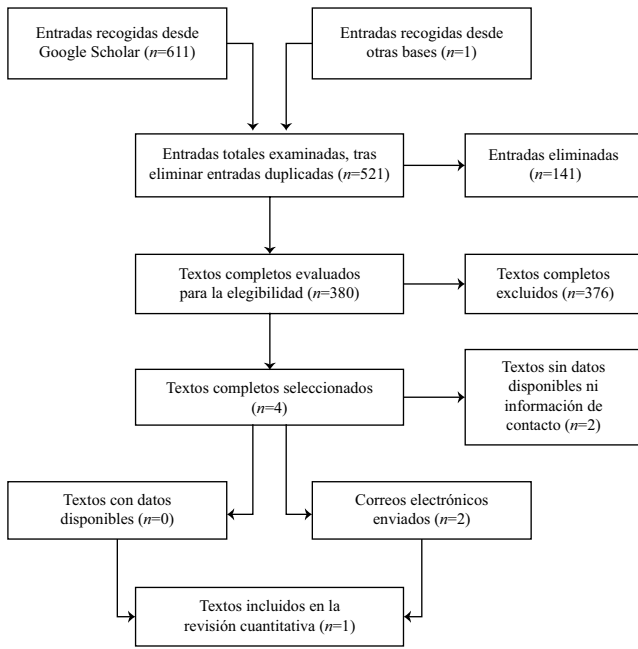 Entradas recogidas desde
Google Scholar (n=611)
Entradas recogidas desde
otras bases (n=1)
Entradas totales examinadas, tras
eliminar entradas duplicadas (n=521)
Entradas eliminadas
(n=141)
Textos completos evaluados
para la elegibilidad (n=380)
Textos completos
excluidos (n=376)
Textos completos seleccionados
(n=4)
Textos sin datos
disponibles ni
información de
contacto (n=2)
Textos con datos
disponibles (n=0)
Correos electrónicos
enviados (n=2)
Textos incluidos en la
revisión cuantitativa (n=1)